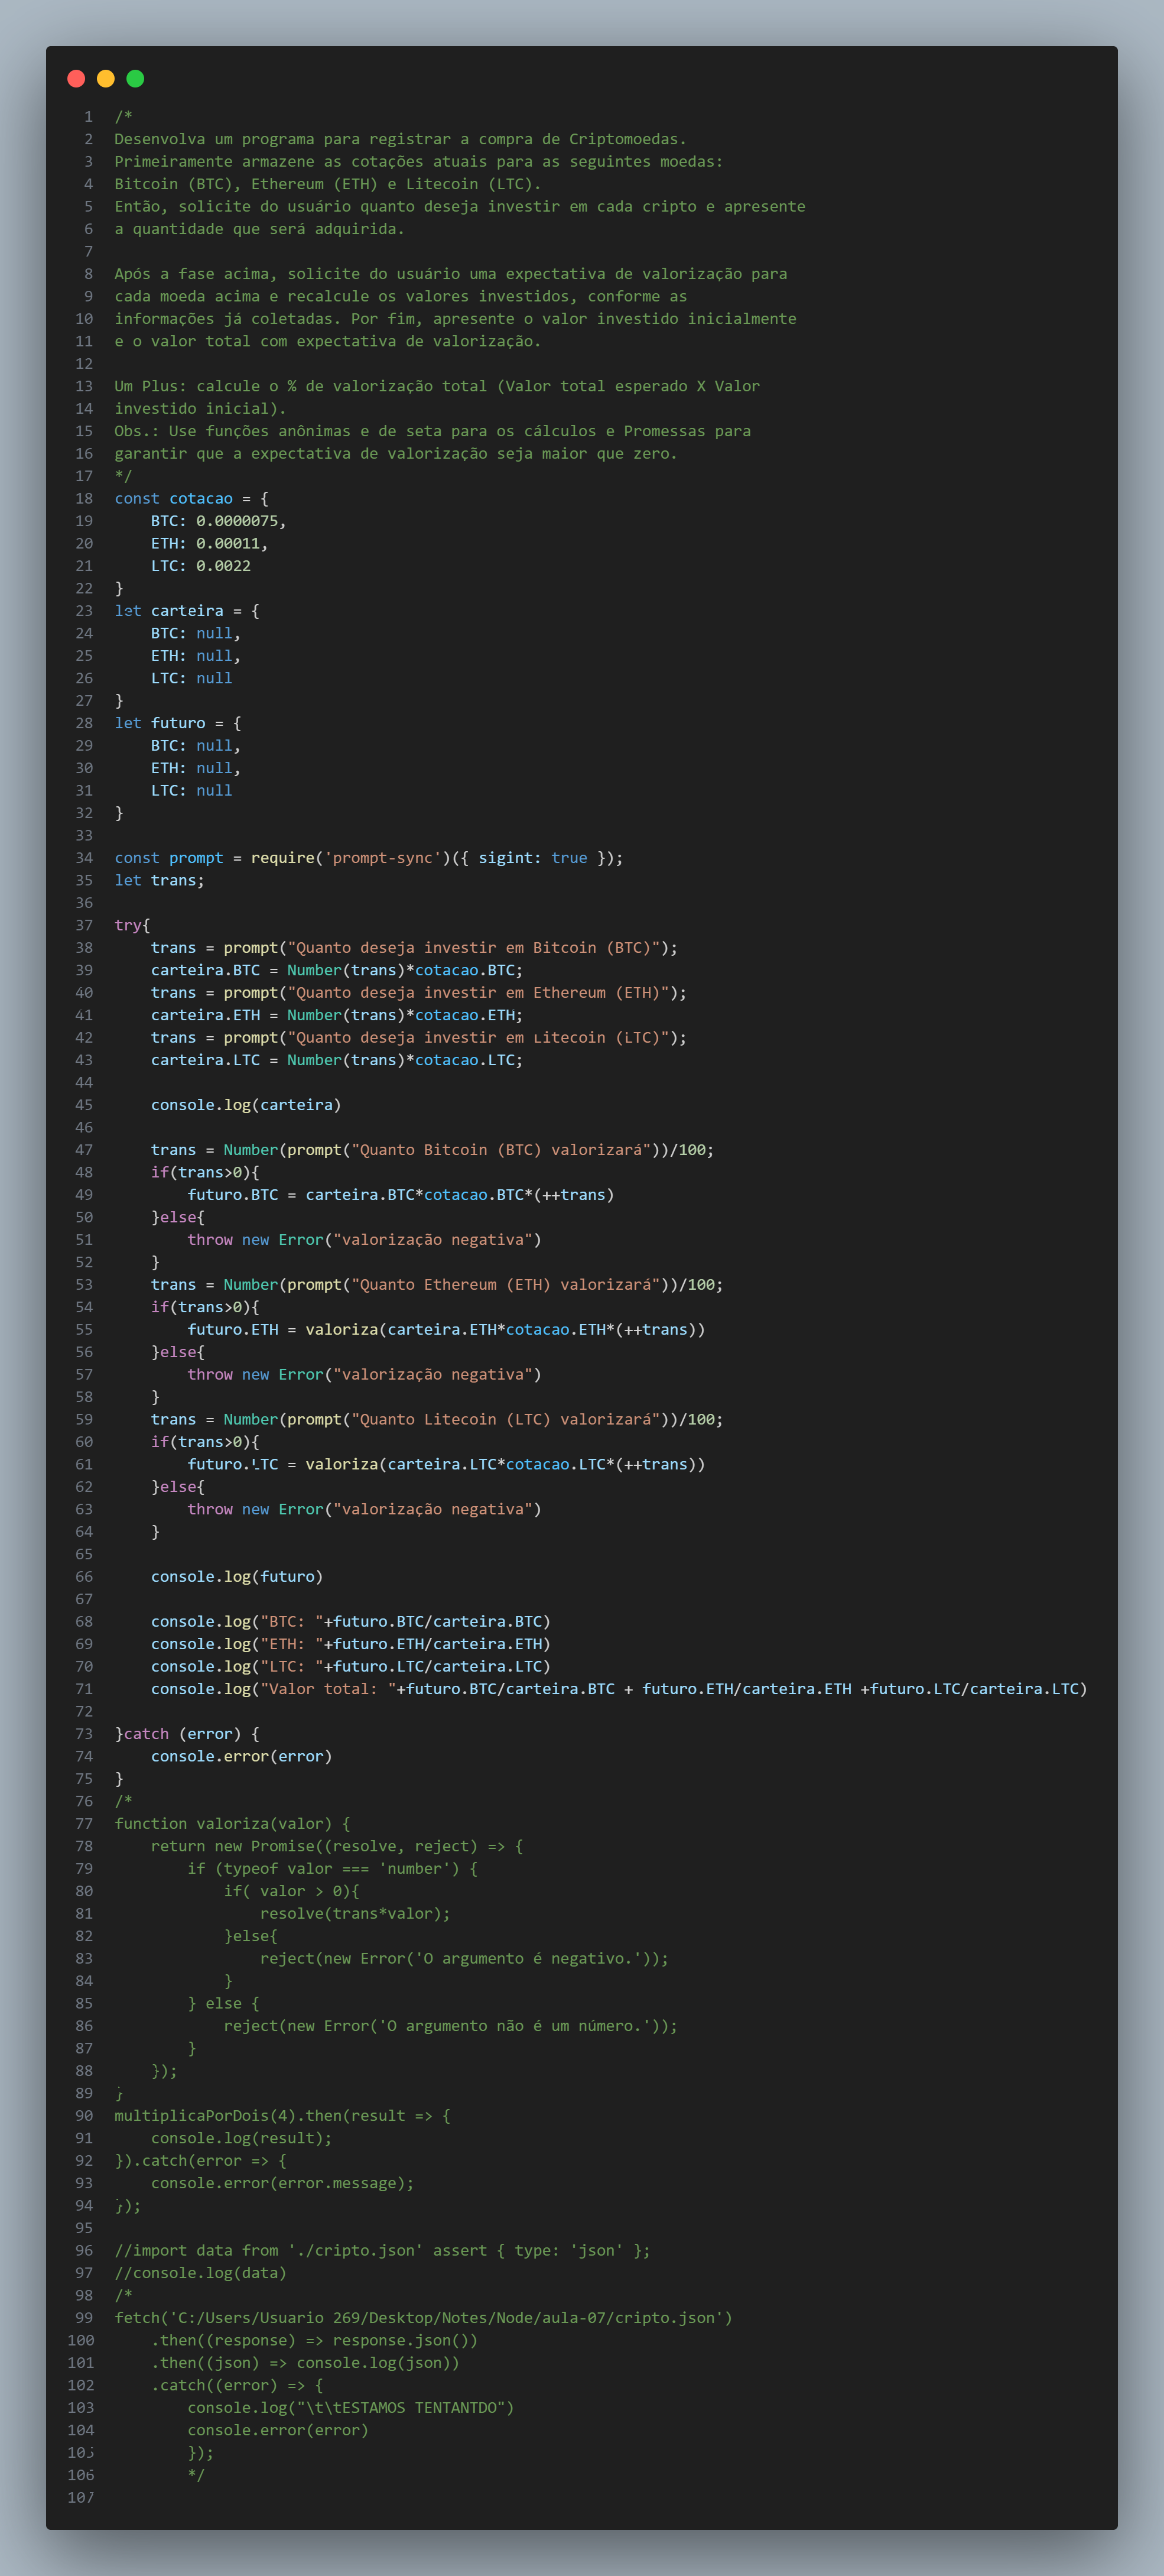 1 /*
2 Desenvolva um programa para registrar a compra de Criptomoedas.
3 Primeiramente armazene as cotações atuais para as seguintes moedas:
4 Bitcoin (BTC), Ethereum (ETH) e Litecoin (LTC).
5 Então, solicite do usuário quanto deseja investir em cada cripto e apresente
6 a quantidade que será adquirida.
7
8 Após a fase acima, solicite do usuário uma expectativa de valorização para
9 cada moeda acima e recalcule os valores investidos, conforme as
10 informações já coletadas. Por fim, apresente o valor investido inicialmente
11 e o valor total com expectativa de valorização.
12
13 Um Plus: calcule o % de valorização total (Valor total esperado X Valor
14 investido inicial).
15 Obs.: Use funções anônimas e de seta para os cálculos e Promessas para
16 garantir que a expectativa de valorização seja maior que zero.
17 */
18 const cotacao = {
19     BTC: 0.0000075,
20     ETH: 0.00011,
21     LTC: 0.0022
22 }
23 let carteira = {
24     BTC: null,
25     ETH: null,
26     LTC: null
27 }
28 let futuro = {
29     BTC: null,
30     ETH: null,
31     LTC: null
32 }
33
34 const prompt = require('prompt-sync')({ sigint: true });
35 let trans;
36
37 try{
38     trans = prompt("Quanto deseja investir em Bitcoin (BTC)");
39     carteira.BTC = Number(trans)*cotacao.BTC;
40     trans = prompt("Quanto deseja investir em Ethereum (ETH)");
41     carteira.ETH = Number(trans)*cotacao.ETH;
42     trans = prompt("Quanto deseja investir em Litecoin (LTC)");
43     carteira.LTC = Number(trans)*cotacao.LTC;
44
45     console.log(carteira)
46
47     trans = Number(prompt("Quanto Bitcoin (BTC) valorizará"))/100;
48     if(trans>0){
49         futuro.BTC = carteira.BTC*cotacao.BTC*(++trans)
50     }else{
51         throw new Error("valorização negativa")
52     }
53     trans = Number(prompt("Quanto Ethereum (ETH) valorizará"))/100;
54     if(trans>0){
55         futuro.ETH = valoriza(carteira.ETH*cotacao.ETH*(++trans))
56     }else{
57         throw new Error("valorização negativa")
58     }
59     trans = Number(prompt("Quanto Litecoin (LTC) valorizará"))/100;
60     if(trans>0){
61         futuro.LTC = valoriza(carteira.LTC*cotacao.LTC*(++trans))
62     }else{
63         throw new Error("valorização negativa")
64     }
65
66     console.log(futuro)
67
68     console.log("BTC: "+futuro.BTC/carteira.BTC)
69     console.log("ETH: "+futuro.ETH/carteira.ETH)
70     console.log("LTC: "+futuro.LTC/carteira.LTC)
71     console.log("Valor total: "+futuro.BTC/carteira.BTC + futuro.ETH/carteira.ETH +futuro.LTC/carteira.LTC)
72
73 }catch (error) {
74     console.error(error)
75 }
76 /*
77 function valoriza(valor) {
78     return new Promise((resolve, reject) => {
79         if (typeof valor === 'number') {
80             if( valor > 0){
81                 resolve(trans*valor);
82             }else{
83                 reject(new Error('O argumento é negativo.'));
84             }
85         } else {
86             reject(new Error('O argumento não é um número.'));
87         }
88     });
89 }
90 multiplicaPorDois(4).then(result => {
91     console.log(result);
92 }).catch(error => {
93     console.error(error.message);
94 });
95
96 //import data from './cripto.json' assert { type: 'json' };
97 //console.log(data)
98 /*
99 fetch('C:/Users/Usuario 269/Desktop/Notes/Node/aula-07/cripto.json')
100     .then((response) => response.json())
101     .then((json) => console.log(json))
102     .catch((error) => {
103         console.log("\t\tESTAMOS TENTANTDO")
104         console.error(error)
105         });
106         */
107